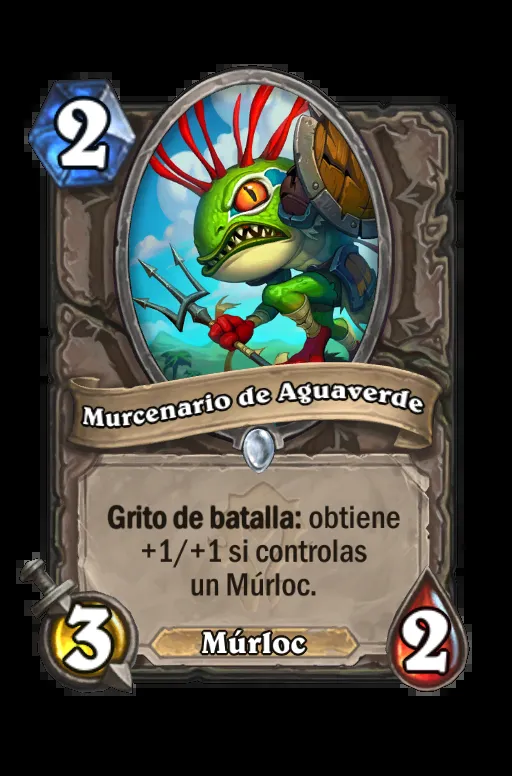 2
Murcenario de Aguaverde
Grito de batalla: obtiene
+1/+1 si controlas
un Múrloc.
3
Múrloc
2